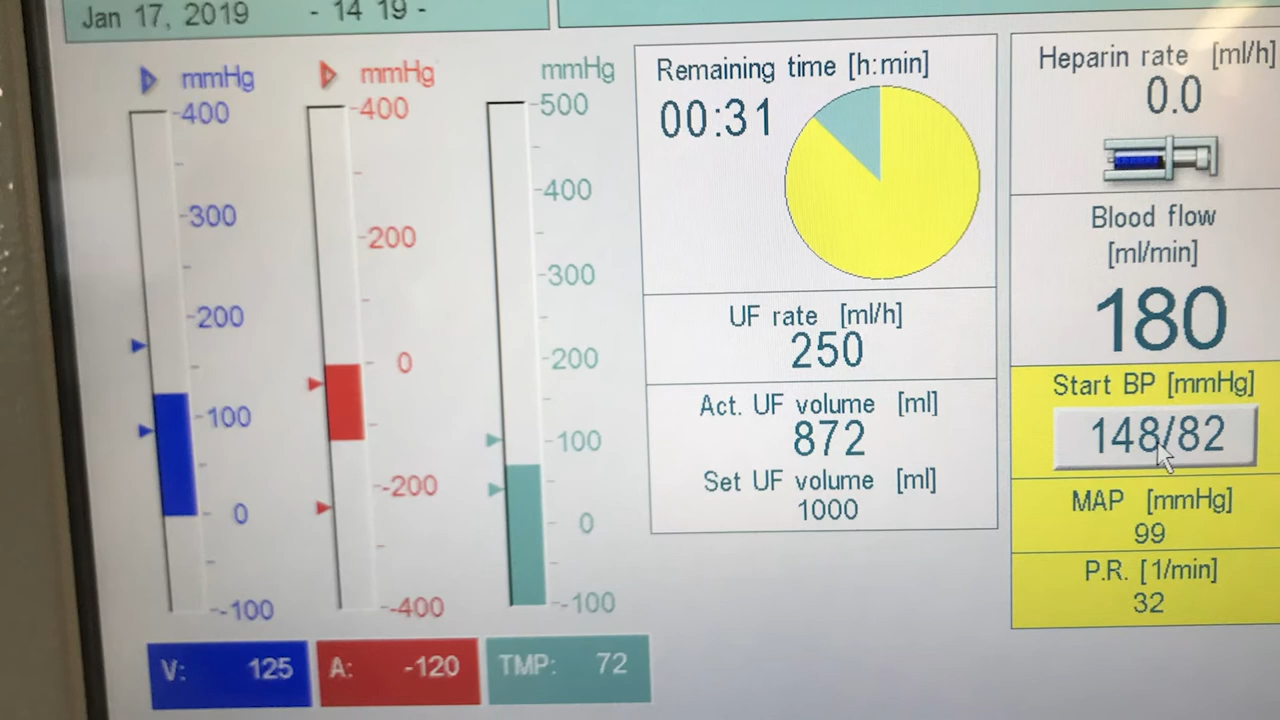 Jan 17, 2019 - 14 19 -
mmHg
400
300
200
100
0
-100
V: 125
mmHg
400
200
0
-200
-400
A: -120
mmHg
500
400
300
200
100
0
-100
TMP: 72
Remaining time [h:min]
00:31
UF rate [ml/h]
250
Act. UF volume [ml]
872
Set UF volume [ml]
1000
Heparin rate [ml/h]
0.0
Blood flow
[ml/min]
180
Start BP [mmHg]
148/82
MAP [mmHg]
99
P.R. [1/min]
32